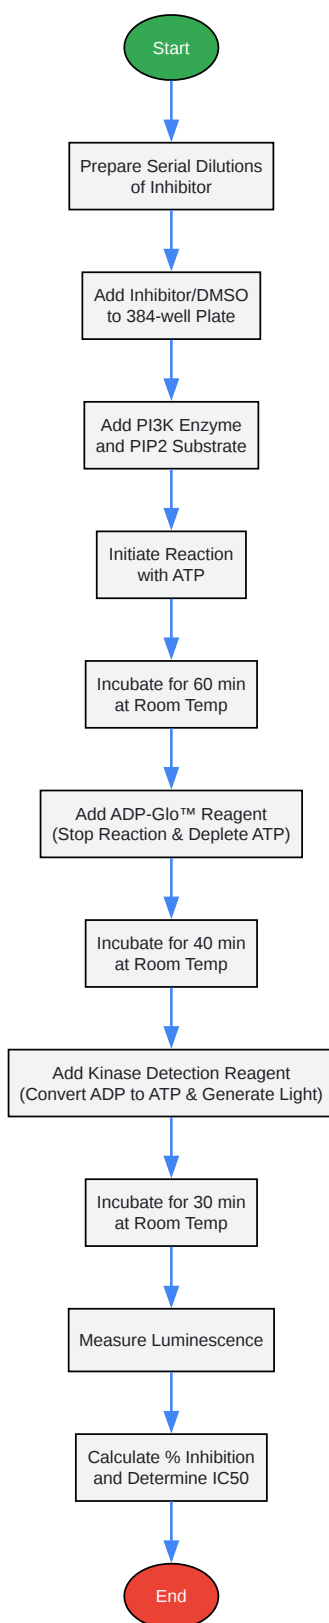 Start
Prepare Serial Dilutions
of Inhibitor
Add Inhibitor/DMSO
to 384-well Plate
Add PI3K Enzyme
and PIP2 Substrate
Initiate Reaction
with ATP
Incubate for 60 min
at Room Temp
Add ADP-Glo™ Reagent
(Stop Reaction & Deplete ATP)
Incubate for 40 min
at Room Temp
Add Kinase Detection Reagent
(Convert ADP to ATP & Generate Light)
Incubate for 30 min
at Room Temp
Measure Luminescence
Calculate % Inhibition
and Determine IC50
End